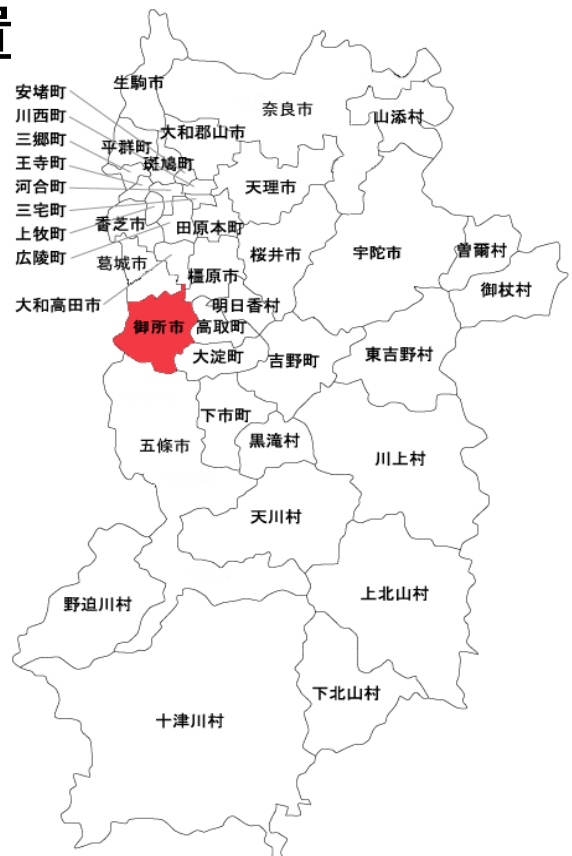 生駒市
奈良市
山添村
安堵町
川西町
三郷町
王寺町
河合町
三宅町
上牧町
広陵町
大和高田市
大和郡山市
平群町
斑鳩町
天理市
香芝市
田原本町
葛城市
橿原市
桜井市
宇陀市
曽爾村
御杖村
御所市
明日香村
高取町
大淀町
吉野町
東吉野村
下市町
黒滝村
五條市
川上村
天川村
野迫川村
上北山村
下北山村
十津川村